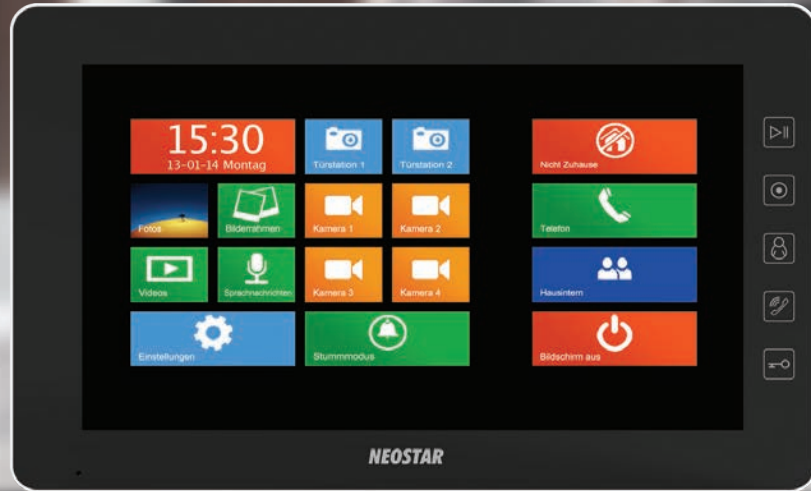 15:30
13-01-14 Montag
Türstation 1
Türstation 2
Nicht Zuhause
Fotos
Bilderrahmen
Kamera 1
Kamera 2
Telefon
Videos
Sprachnachrichten
Kamera 3
Kamera 4
Hausintern
Einstellungen
Stummmodus
Bildschirm aus
NEOSTAR